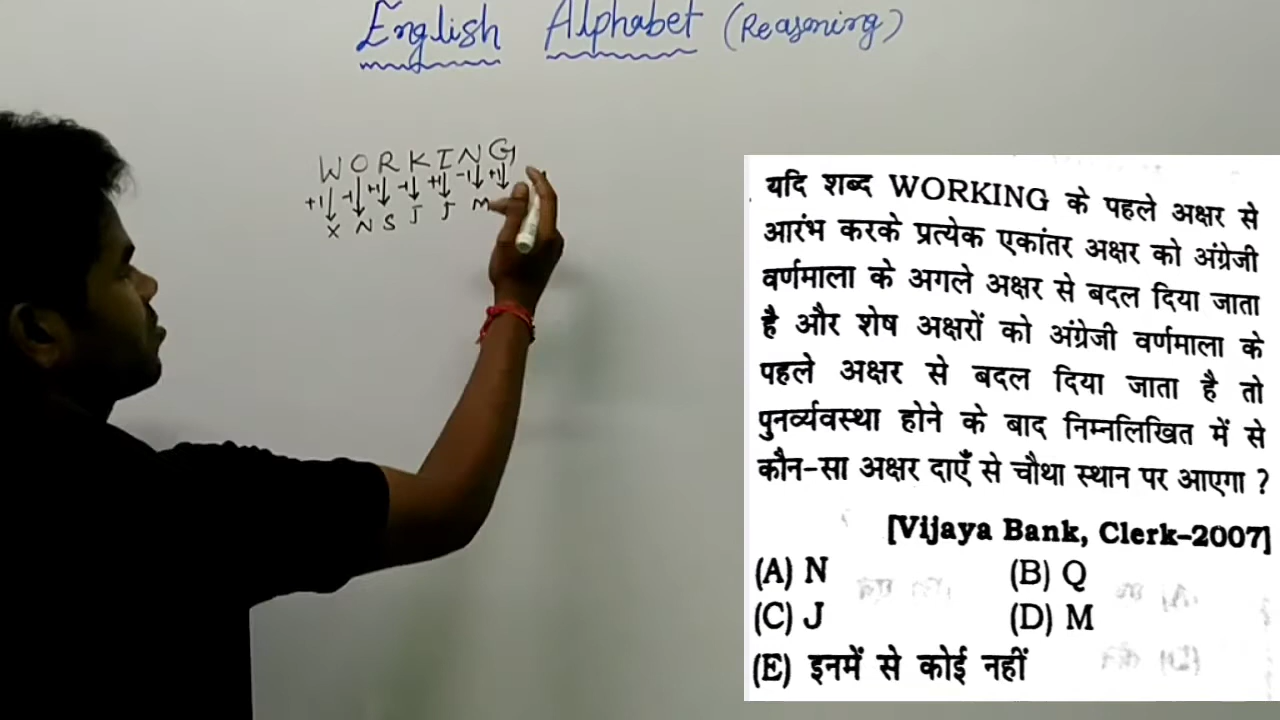 English Alphabet (Reasoning)
W O R K I N G
+1 -1 +1 -1 +1 -1 +1
X N S J J M
यदि शब्द WORKING के पहले अक्षर से
आरंभ करके प्रत्येक एकांतर अक्षर को अंग्रेजी
वर्णमाला के अगले अक्षर से बदल दिया जाता
है और शेष अक्षरों को अंग्रेजी वर्णमाला के
पहले अक्षर से बदल दिया जाता है तो
पुनर्व्यवस्था होने के बाद निम्नलिखित में से
कौन-सा अक्षर दाएँ से चौथा स्थान पर आएगा ?
[Vijaya Bank, Clerk-2007]
(A) N (B) Q
(C) J (D) M
(E) इनमें से कोई नहीं